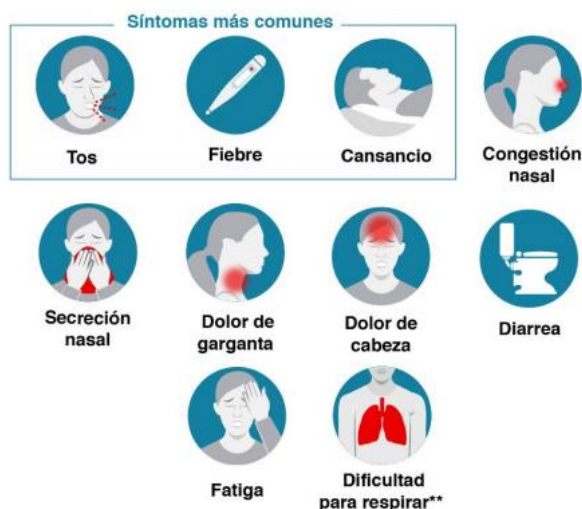 Síntomas más comunes
Tos
Fiebre
Cansancio
Congestión
nasal
Secreción
nasal
Dolor de
garganta
Dolor de
cabeza
Diarrea
Fatiga
Dificultad
para respirar**